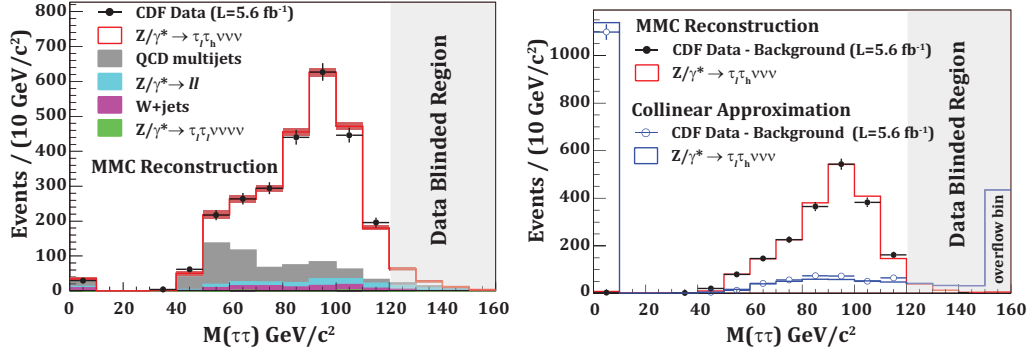 Events / (10 GeV/c²)
800
700
600
500
400
300
200
100
0
CDF Data (L=5.6 fb⁻¹)
Z/γ* → τₗτₕννν
QCD multijets
Z/γ* → ll
W+jets
Z/γ* → τₗτₗνννν
MMC Reconstruction
Data Blinded Region
0 20 40 60 80 100 120 140 160
M(ττ) GeV/c²
Events / (10 GeV/c²)
1000
800
600
400
200
0
MMC Reconstruction
CDF Data - Background (L=5.6 fb⁻¹)
Z/γ* → τₗτₕννν
Collinear Approximation
CDF Data - Background (L=5.6 fb⁻¹)
Z/γ* → τₗτₕννν
Data Blinded Region
overflow bin
0 20 40 60 80 100 120 140 160
M(ττ) GeV/c²